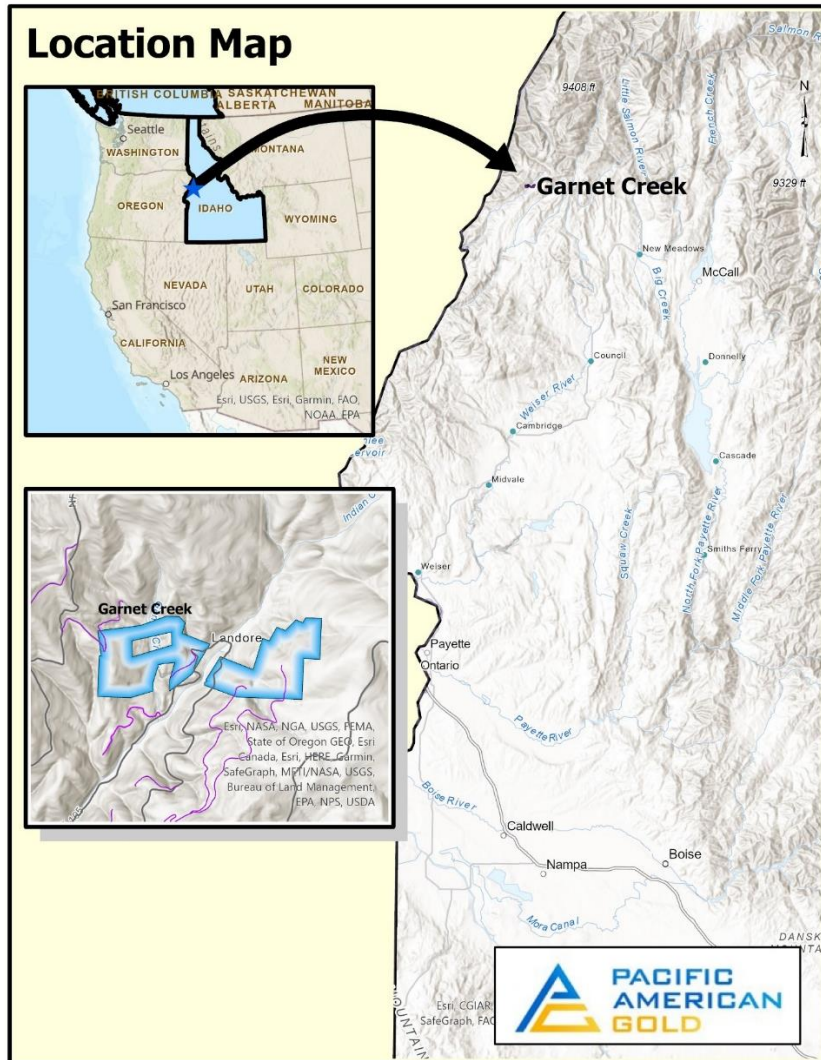 Location Map
BRITISH COLUMBIA
SASKATCHEWAN
ALBERTA
MANITOBA
Seattle
WASHINGTON
MONTANA
OREGON
IDAHO
WYOMING
NEVADA
UTAH
COLORADO
San Francisco
CALIFORNIA
Los Angeles
ARIZONA
NEW
MEXICO
Esri, USGS, Esri, Garmin, FAO,
NOAA, EPA
Salmon
9408 ft
Little Salmon River
French Creek
N
Garnet Creek
9329 ft
New Meadows
McCall
Big Creek
Council
Donnelly
Weiser River
Cambridge
Cascade
Midvale
Squaw Creek
North Fork Payette River
Middle Fork Payette River
Smiths Ferry
Weiser
Payette
Ontario
Payette River
Boise River
Caldwell
Boise
Nampa
Mora Canal
Indian
Garnet Creek
Landore
Esri, NASA, NGA, USGS, FEMA,
State of Oregon GEO, Esri
Canada, Esri, HERE, Garmin,
SafeGraph, METI/NASA, USGS,
Bureau of Land Management,
EPA, NPS, USDA
Esri, CGIAR,
SafeGraph,
PACIFIC
AMERICAN
GOLD